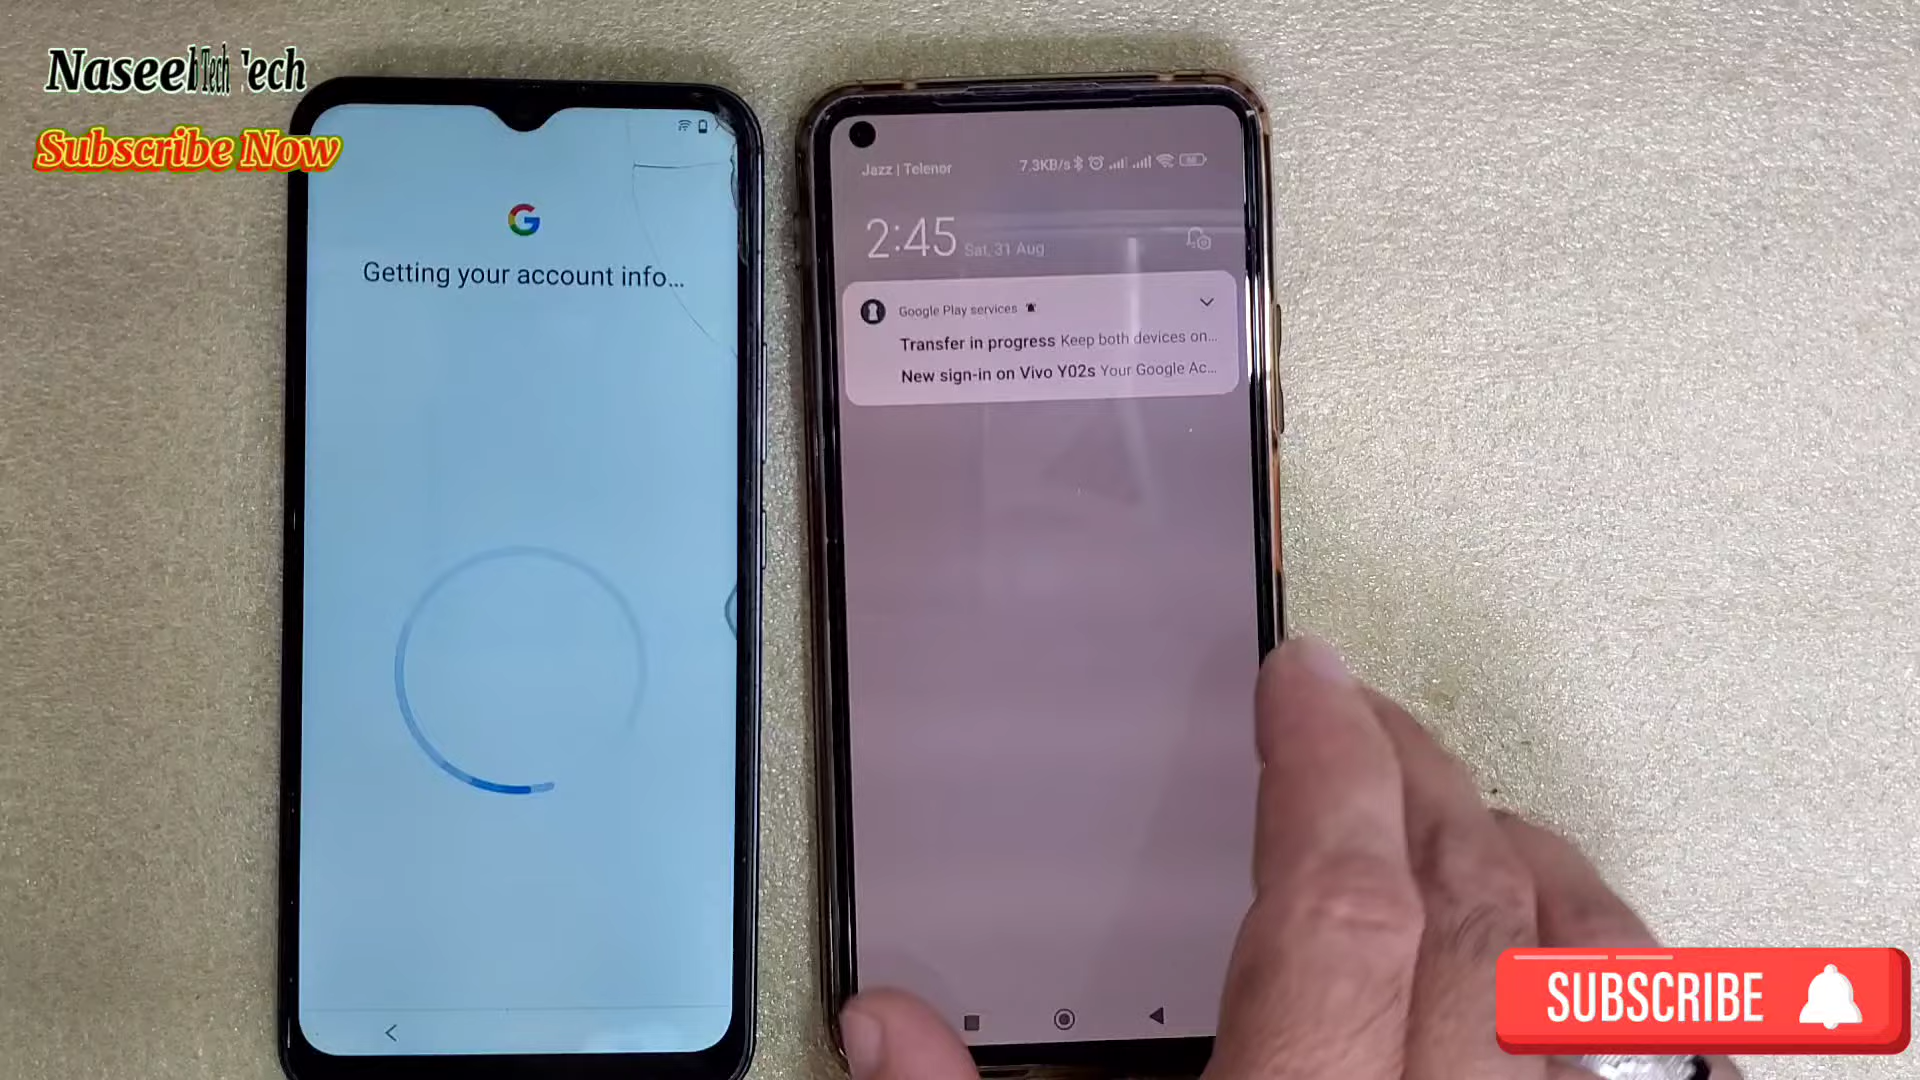 Naseeb Tech
Subscribe Now
Getting your account info...
Jazz | Telenor
7.3KB/s
2:45 Sat, 31 Aug
Google Play services
Transfer in progress Keep both devices on...
New sign-in on Vivo Y02s Your Google Ac...
SUBSCRIBE